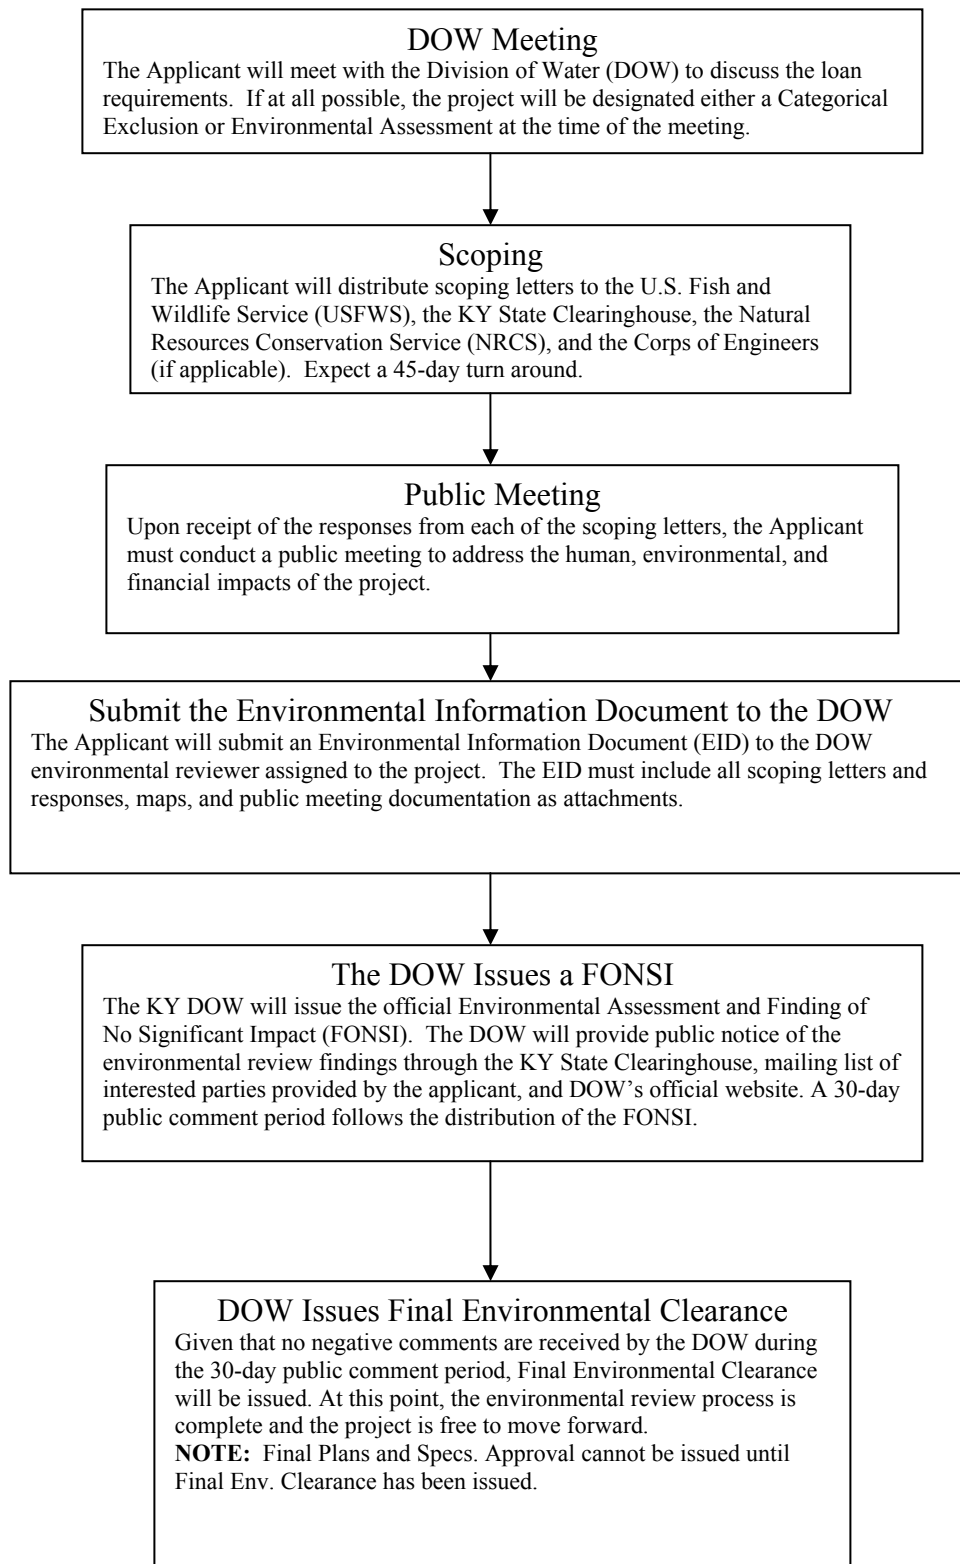 DOW Meeting
The Applicant will meet with the Division of Water (DOW) to discuss the loan
requirements.  If at all possible, the project will be designated either a Categorical
Exclusion or Environmental Assessment at the time of the meeting.
Scoping
The Applicant will distribute scoping letters to the U.S. Fish and
Wildlife Service (USFWS), the KY State Clearinghouse, the Natural
Resources Conservation Service (NRCS), and the Corps of Engineers
(if applicable).  Expect a 45-day turn around.
Public Meeting
Upon receipt of the responses from each of the scoping letters, the Applicant
must conduct a public meeting to address the human, environmental, and
financial impacts of the project.
Submit the Environmental Information Document to the DOW
The Applicant will submit an Environmental Information Document (EID) to the DOW
environmental reviewer assigned to the project.  The EID must include all scoping letters and
responses, maps, and public meeting documentation as attachments.
The DOW Issues a FONSI
The KY DOW will issue the official Environmental Assessment and Finding of
No Significant Impact (FONSI).  The DOW will provide public notice of the
environmental review findings through the KY State Clearinghouse, mailing list of
interested parties provided by the applicant, and DOW’s official website. A 30-day
public comment period follows the distribution of the FONSI.
DOW Issues Final Environmental Clearance
Given that no negative comments are received by the DOW during
the 30-day public comment period, Final Environmental Clearance
will be issued. At this point, the environmental review process is
complete and the project is free to move forward.
NOTE:  Final Plans and Specs. Approval cannot be issued until
Final Env. Clearance has been issued.